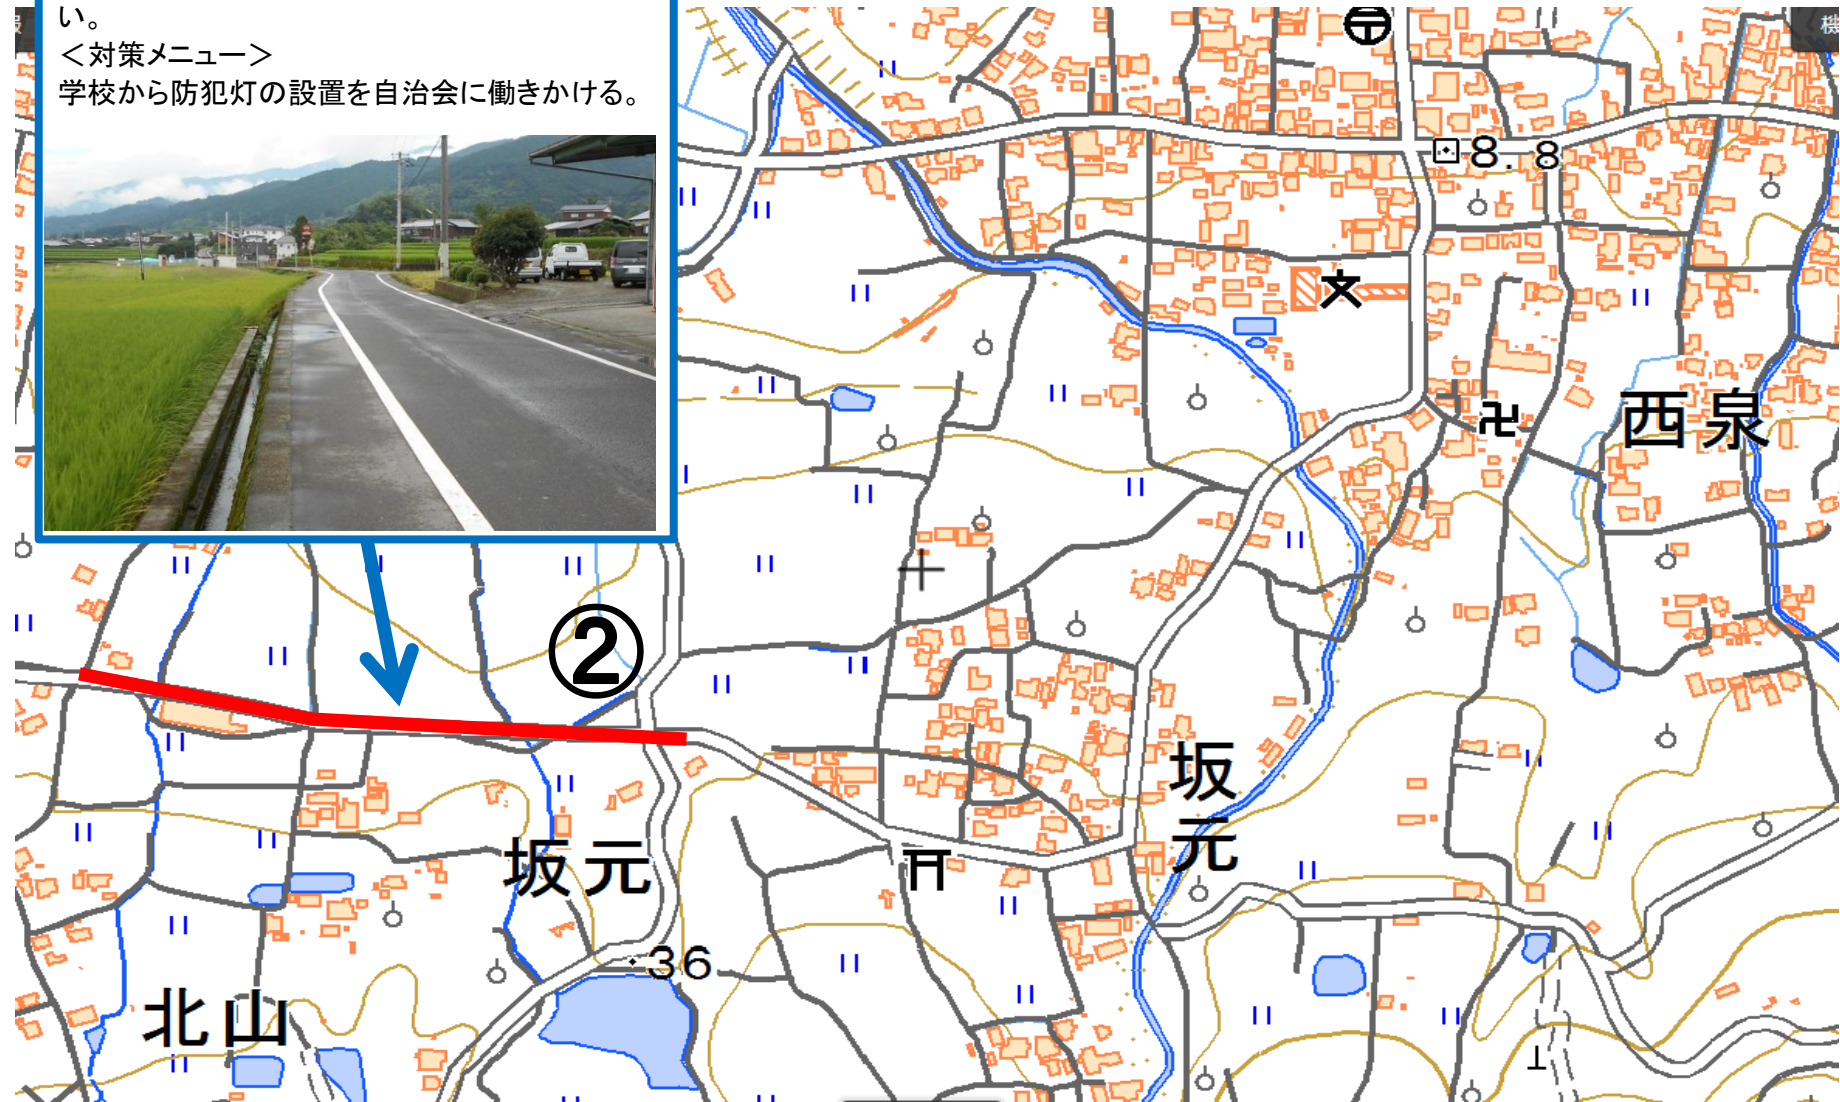 い。
＜対策メニュー＞
学校から防犯灯の設置を自治会に働きかける。
機
8.8
西泉
②
坂元
坂元
36
北山